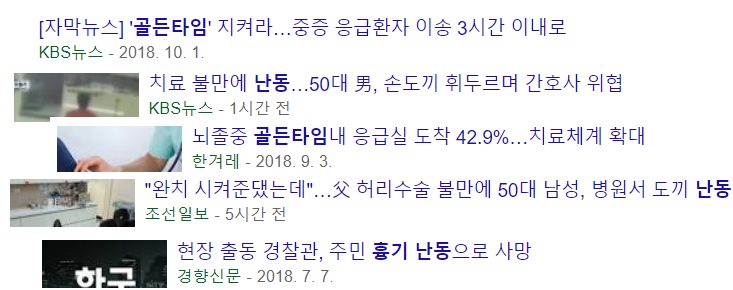 [자막뉴스] '골든타임' 지켜라…중증 응급환자 이송 3시간 이내로
KBS뉴스 - 2018. 10. 1.
치료 불만에 난동…50대 男, 손도끼 휘두르며 간호사 위협
KBS뉴스 - 1시간 전
뇌졸중 골든타임내 응급실 도착 42.9%…치료체계 확대
한겨레 - 2018. 9. 3.
"완치 시켜준댔는데"…父 허리수술 불만에 50대 남성, 병원서 도끼 난동
조선일보 - 5시간 전
현장 출동 경찰관, 주민 흉기 난동으로 사망
경향신문 - 2018. 7. 7.
한국